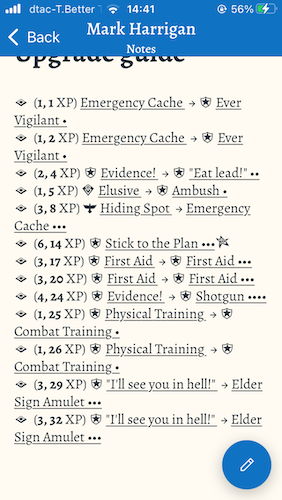 dtac-T.Better 14:41 56%
Back
Mark Harrigan
Notes
Upgrade guide
(1, 1 XP) Emergency Cache → Ever
Vigilant •
(1, 2 XP) Emergency Cache → Ever
Vigilant •
(2, 4 XP) Evidence! → "Eat lead!" ••
(1, 5 XP) Elusive → Ambush •
(3, 8 XP) Hiding Spot → Emergency
Cache •••
(6, 14 XP) Stick to the Plan •••
(3, 17 XP) First Aid → First Aid •••
(3, 20 XP) First Aid → First Aid •••
(4, 24 XP) Evidence! → Shotgun ••••
(1, 25 XP) Physical Training →
Combat Training •
(1, 26 XP) Physical Training →
Combat Training •
(3, 29 XP) "I'll see you in hell!" → Elder
Sign Amulet •••
(3, 32 XP) "I'll see you in hell!" → Elder
Sign Amulet •••